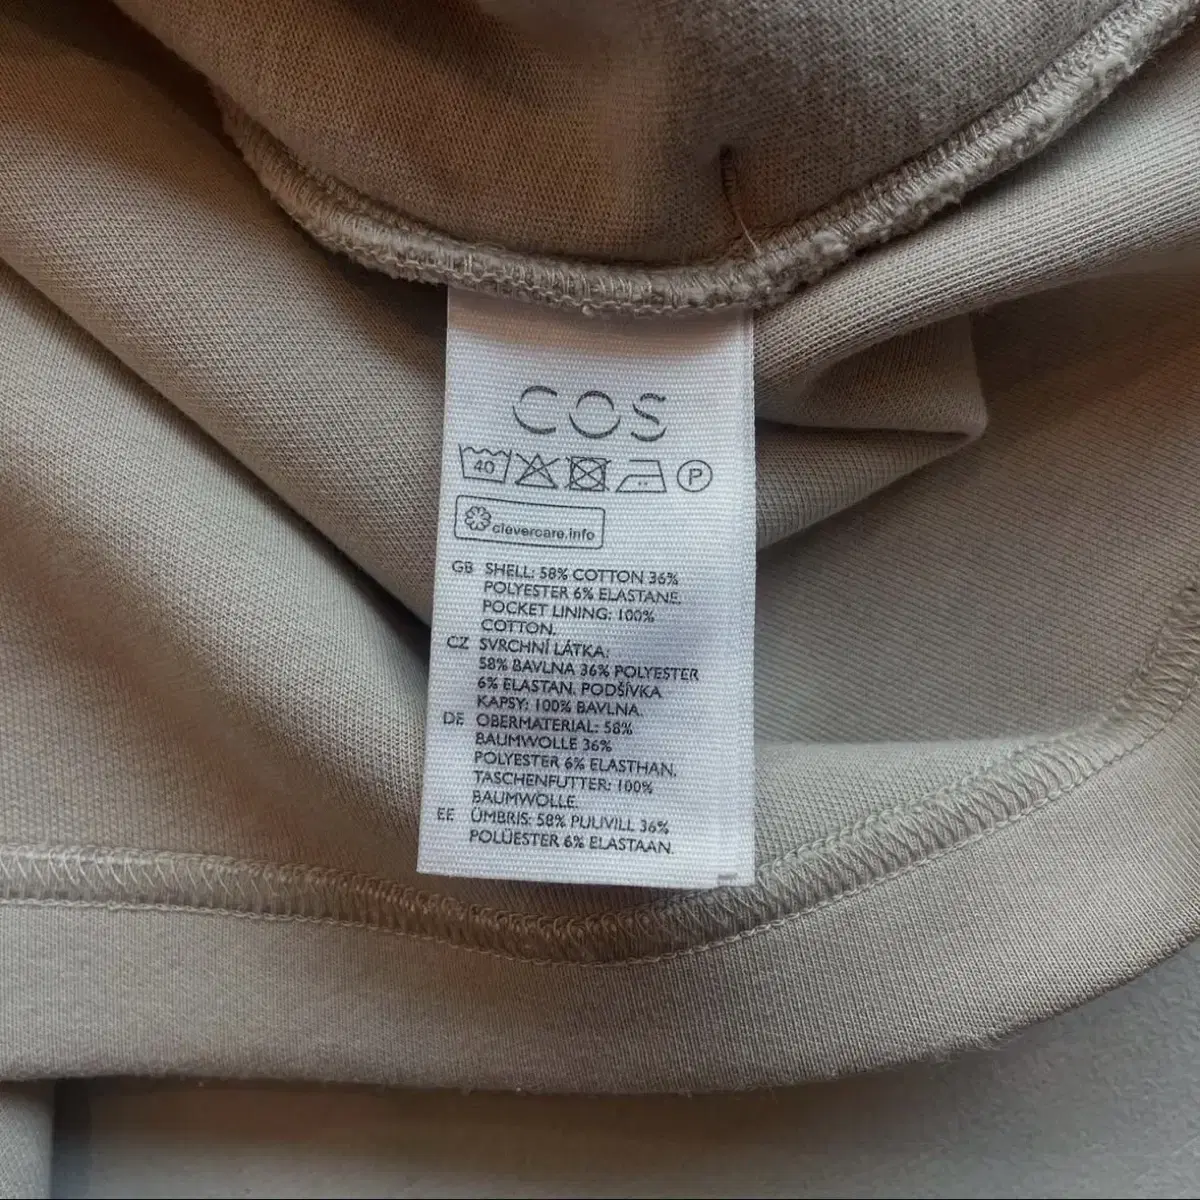 COS
40 P
clevercare.info
GB SHELL: 58% COTTON 36%
POLYESTER 6% ELASTANE.
POCKET LINING: 100%
COTTON.
CZ SVRCHNÍ LÁTKA:
58% BAVLNA 36% POLYESTER
6% ELASTAN. PODŠÍVKA
KAPSY: 100% BAVLNA.
DE OBERMATERIAL: 58%
BAUMWOLLE 36%
POLYESTER 6% ELASTHAN.
TASCHENFUTTER: 100%
BAUMWOLLE.
EE ÜMBRIS: 58% PUUVILL 36%
POLÜESTER 6% ELASTAAN.